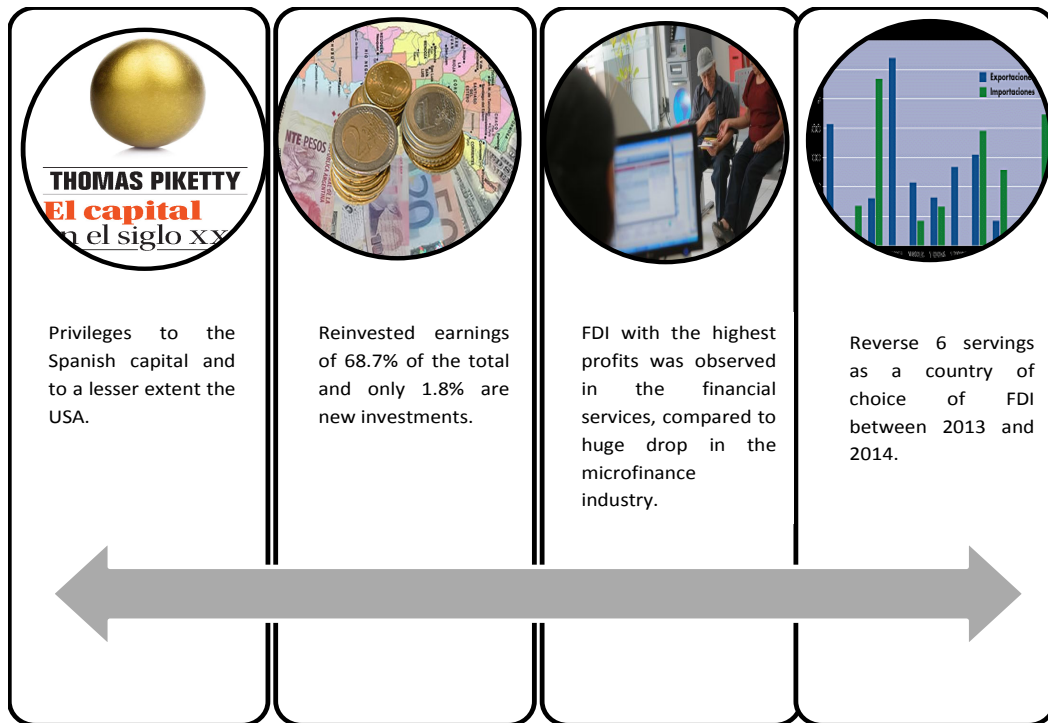 THOMAS PIKETTY
El capital
n el siglo XX
NTE PESOS
Exportaciones
Importaciones
Privileges to the
Spanish capital and
to a lesser extent the
USA.
Reinvested earnings
of 68.7% of the total
and only 1.8% are
new investments.
FDI with the highest
profits was observed
in the financial
services, compared to
huge drop in the
microfinance
industry.
Reverse 6 servings
as a country of
choice of FDI
between 2013 and
2014.